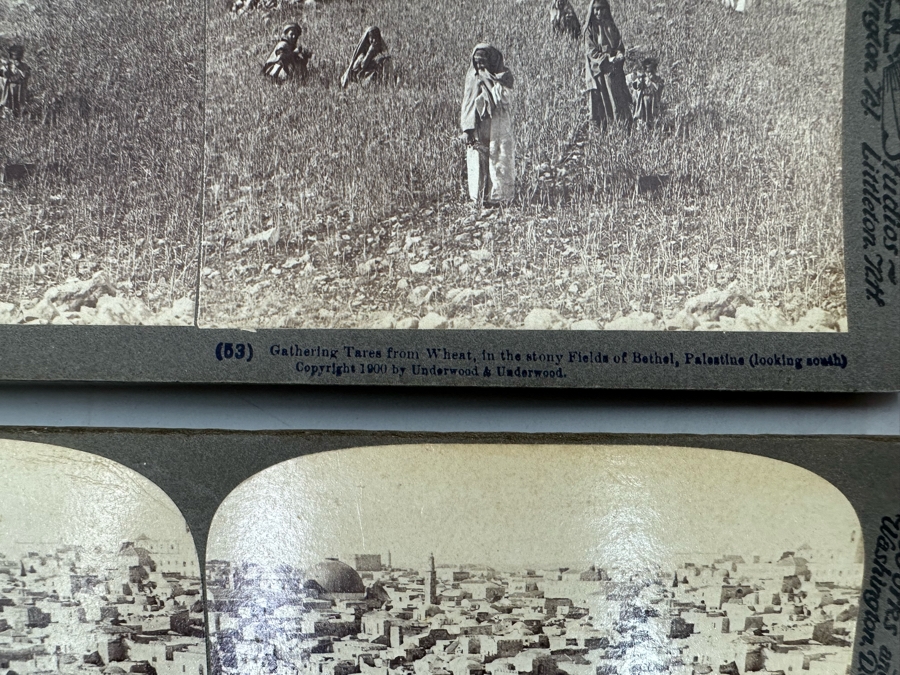 (53) Gathering Tares from Wheat, in the stony Fields of Bethel, Palestine (looking south)
Copyright 1900 by Underwood & Underwood.
Studios ~
Littleton, N.H.
Washington, D.